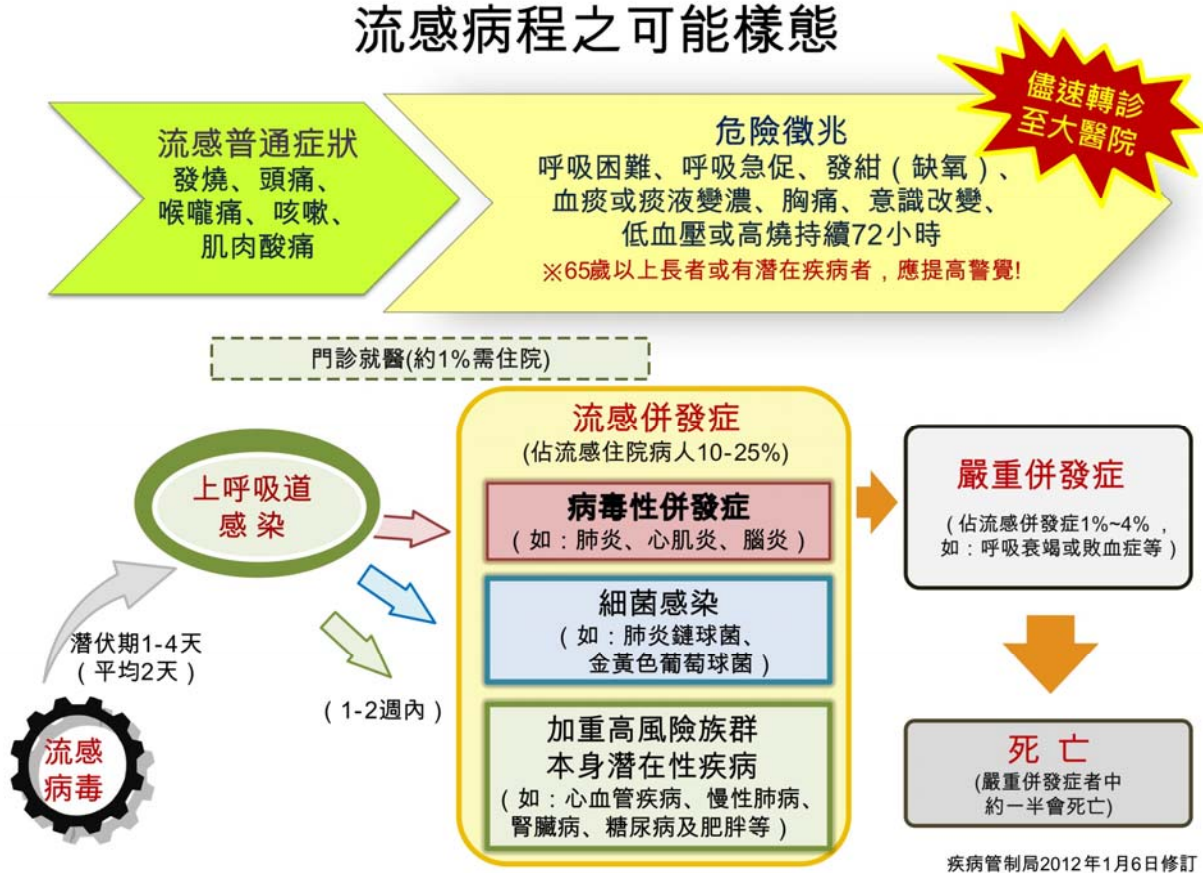 流感病程之可能樣態
儘速轉診
至大醫院
流感普通症狀
發燒、頭痛、
喉嚨痛、咳嗽、
肌肉酸痛
危險徵兆
呼吸困難、呼吸急促、發紺（缺氧）、
血痰或痰液變濃、胸痛、意識改變、
低血壓或高燒持續72小時
※65歲以上長者或有潛在疾病者，應提高警覺!
門診就醫(約1%需住院)
上呼吸道
感染
潛伏期1-4天
（平均2天）
流感
病毒
（1-2週內）
流感併發症
(佔流感住院病人10-25%)
病毒性併發症
（如：肺炎、心肌炎、腦炎）
細菌感染
（如：肺炎鏈球菌、
金黃色葡萄球菌）
加重高風險族群
本身潛在性疾病
（如：心血管疾病、慢性肺病、
腎臟病、糖尿病及肥胖等）
嚴重併發症
（佔流感併發症1%~4%，
如：呼吸衰竭或敗血症等）
死亡
(嚴重併發症者中
約一半會死亡)
疾病管制局2012年1月6日修訂